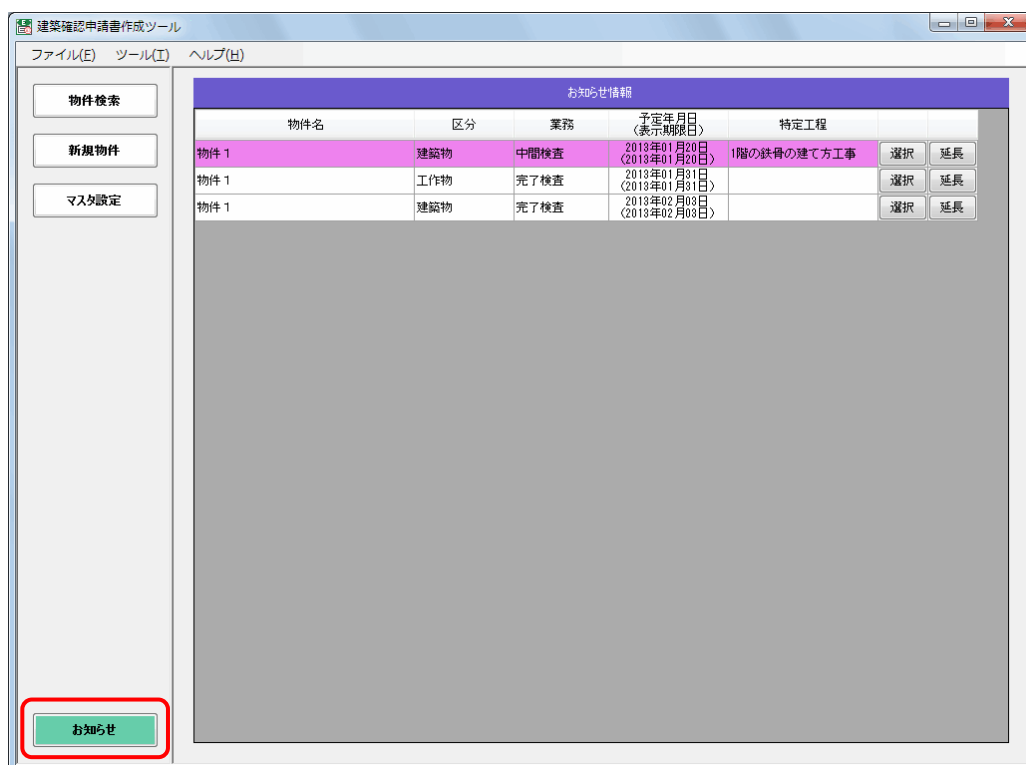 建築確認申請書作成ツール
ファイル(F) ツール(T) ヘルプ(H)
物件検索
新規物件
マスタ設定
お知らせ情報
物件名 区分 業務 予定年月日 特定工程
(表示期限日)
物件1 建築物 中間検査 2013年01月20日 1階の鉄骨の建て方工事 選択 延長
(2013年01月20日)
物件1 工作物 完了検査 2013年01月31日 選択 延長
(2013年01月31日)
物件1 建築物 完了検査 2013年02月03日 選択 延長
(2013年02月03日)
お知らせ